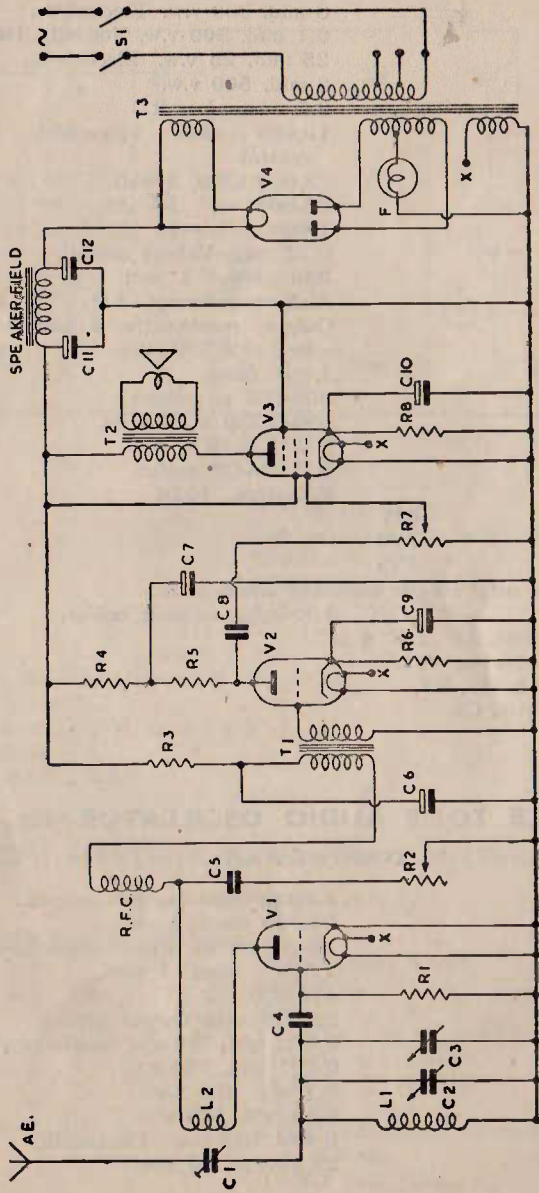 AE.
C1
L2
L1
C2
C3
C4
R1
V1
X
R.F.C.
C5
R2
R3
T1
C6
R4
R5
C7
C8
V2
X
R6
C9
R7
SPEAKER FIELD
C11
C12
T2
V3
X
R8
C10
V4
T3
F
X
S1
~